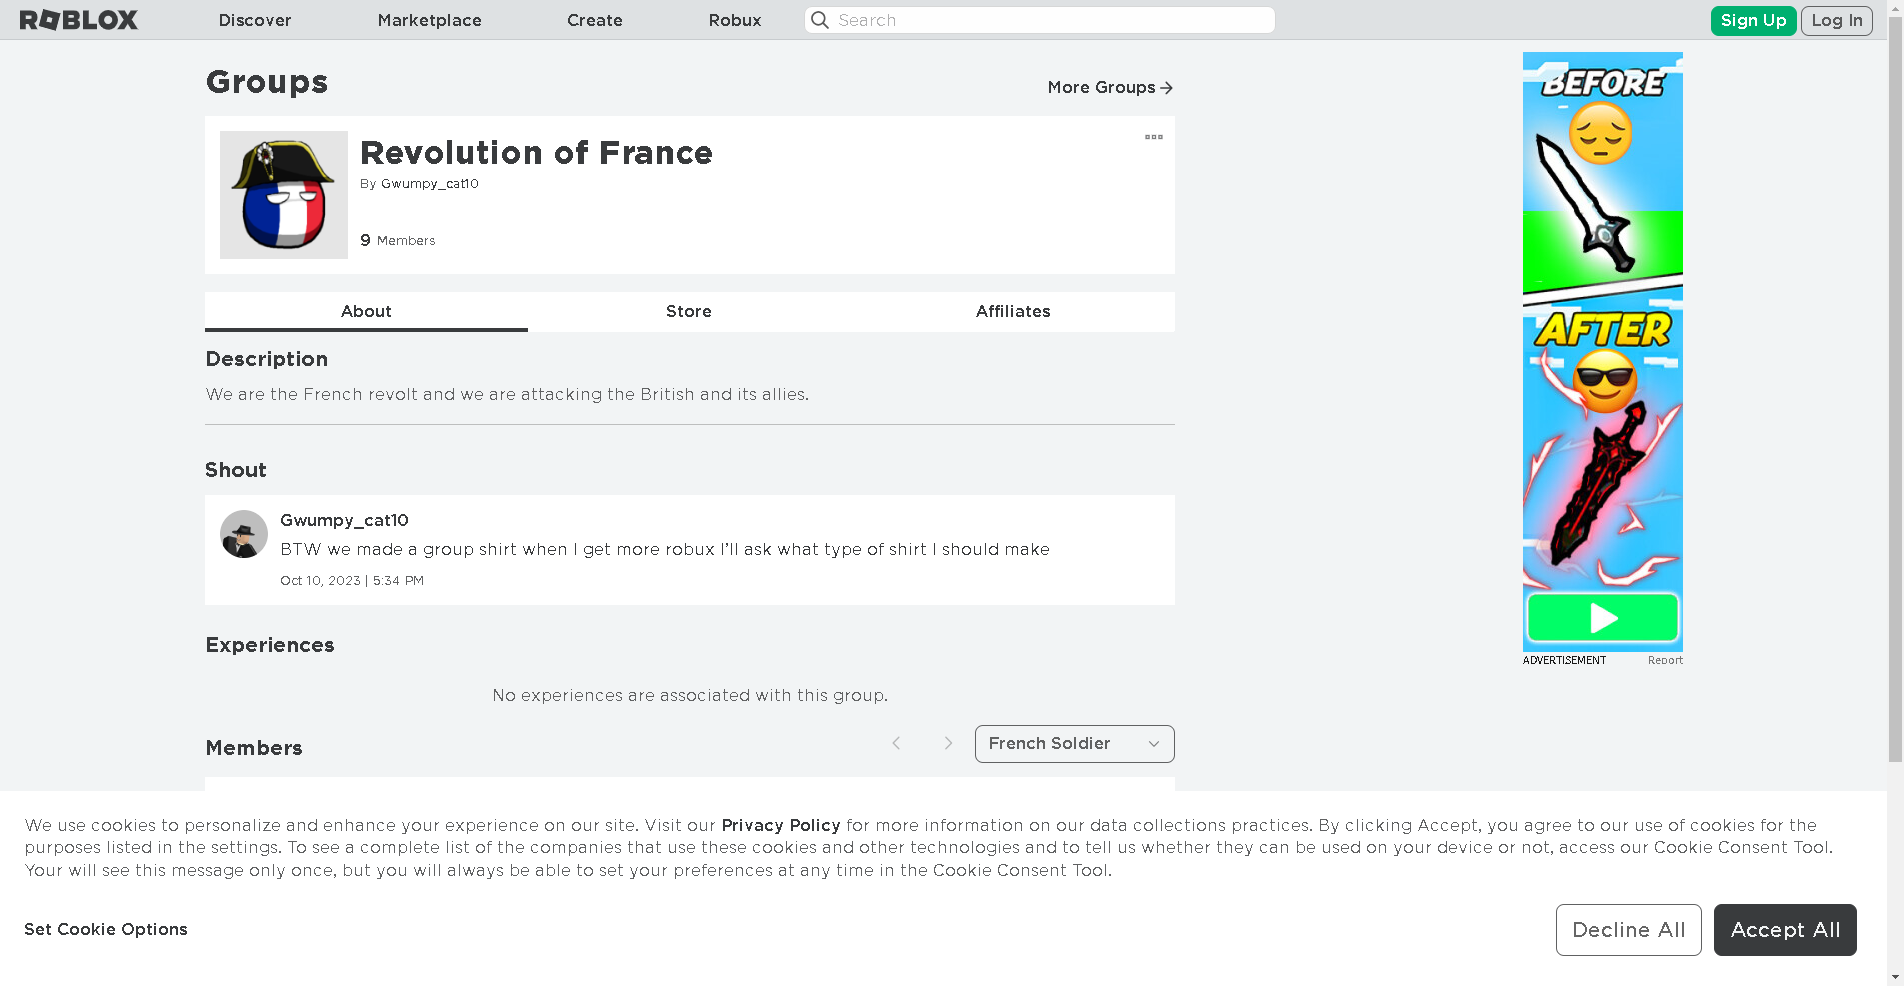 ROBLOX
Discover
Marketplace
Create
Robux
Search
Sign Up
Log In
Groups
More Groups
Revolution of France
By Gwumpy_cat10
9 Members
About
Store
Affiliates
Description
We are the French revolt and we are attacking the British and its allies.
Shout
Gwumpy_cat10
BTW we made a group shirt when I get more robux I'll ask what type of shirt I should make
Oct 10, 2023 | 5:34 PM
Experiences
No experiences are associated with this group.
Members
French Soldier
BEFORE
AFTER
ADVERTISEMENT
Report
We use cookies to personalize and enhance your experience on our site. Visit our Privacy Policy for more information on our data collections practices. By clicking Accept, you agree to our use of cookies for the
purposes listed in the settings. To see a complete list of the companies that use these cookies and other technologies and to tell us whether they can be used on your device or not, access our Cookie Consent Tool.
Your will see this message only once, but you will always be able to set your preferences at any time in the Cookie Consent Tool.
Set Cookie Options
Decline All
Accept All